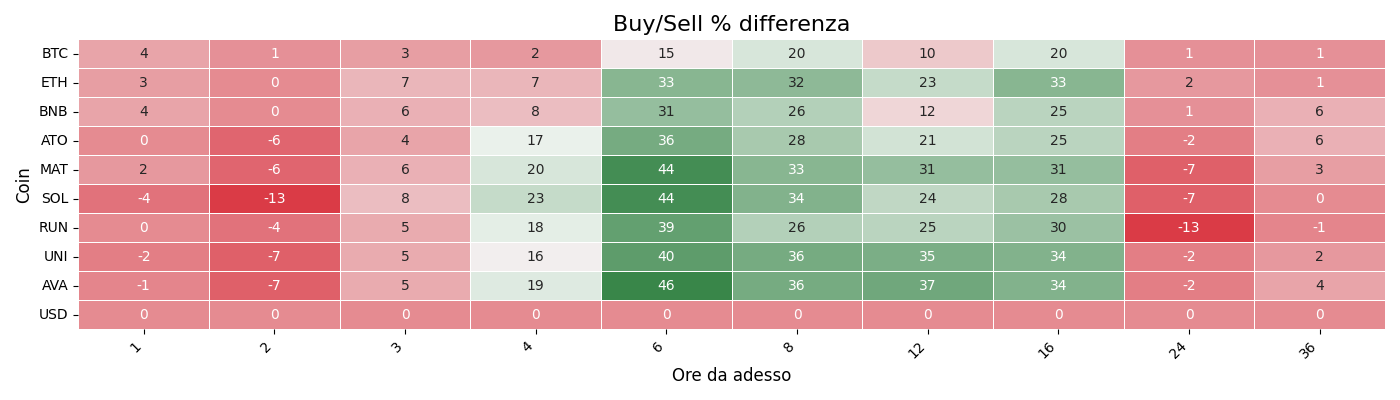 Buy/Sell % differenza
BTC 4 1 3 2 15 20 10 20 1 1
ETH 3 0 7 7 33 32 23 33 2 1
BNB 4 0 6 8 31 26 12 25 1 6
ATO 0 -6 4 17 36 28 21 25 -2 6
MAT 2 -6 6 20 44 33 31 31 -7 3
SOL -4 -13 8 23 44 34 24 28 -7 0
RUN 0 -4 5 18 39 26 25 30 -13 -1
UNI -2 -7 5 16 40 36 35 34 -2 2
AVA -1 -7 5 19 46 36 37 34 -2 4
USD 0 0 0 0 0 0 0 0 0 0
1 2 3 4 6 8 12 16 24 36
Coin
Ore da adesso